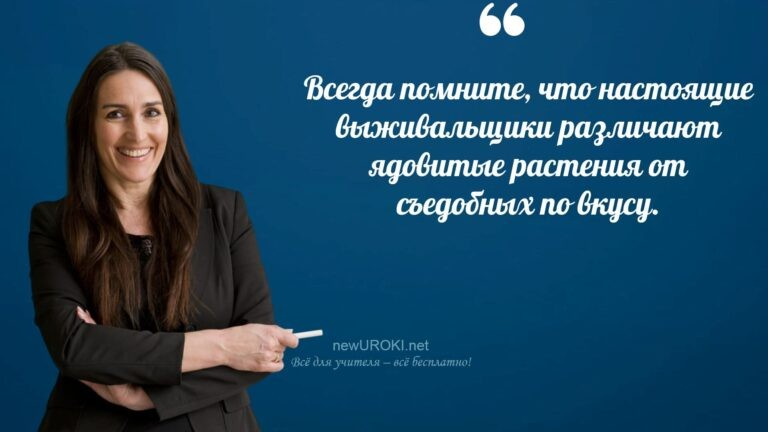 Всегда помните, что настоящие
выживальщики различают
ядовитые растения от
съедобных по вкусу.
newUROKI.net
Всё для учителя – всё бесплатно!